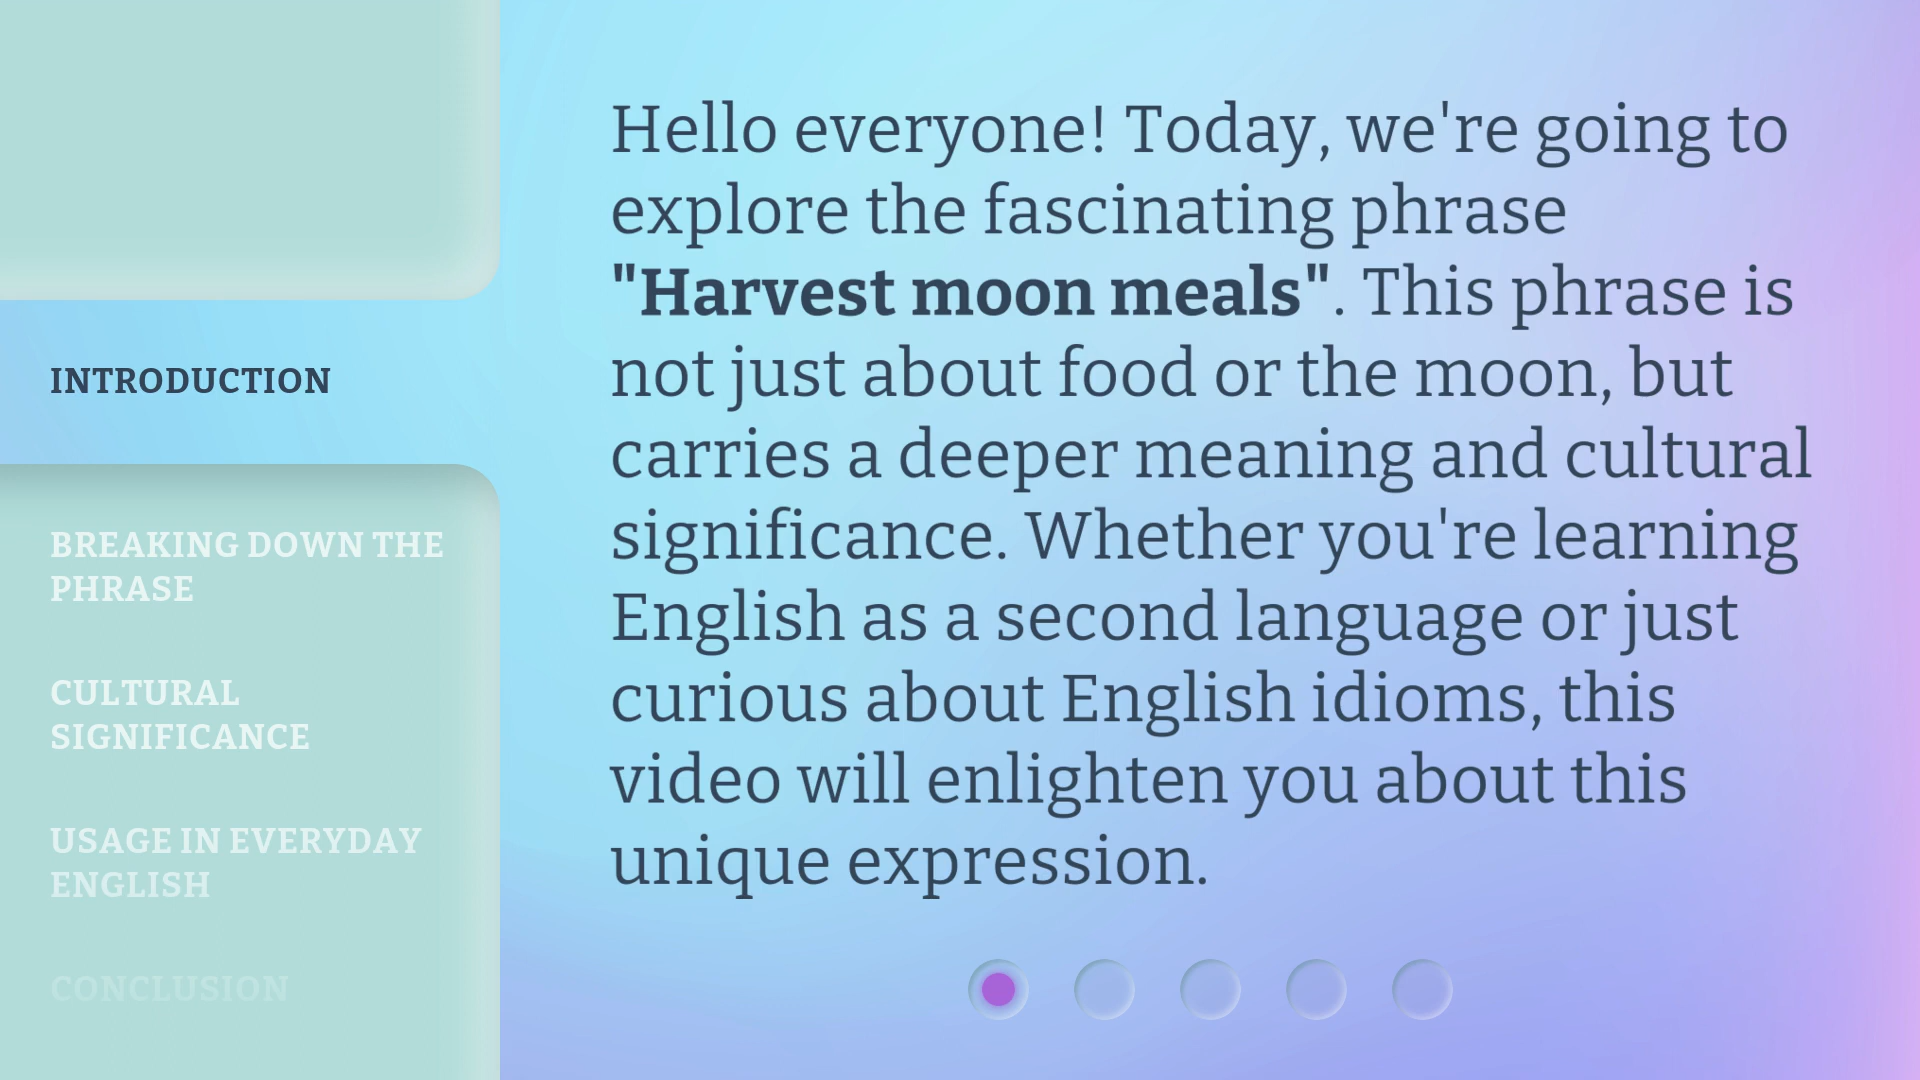 INTRODUCTION
BREAKING DOWN THE
PHRASE
CULTURAL
SIGNIFICANCE
USAGE IN EVERYDAY
ENGLISH
CONCLUSION
Hello everyone! Today, we're going to
explore the fascinating phrase
"Harvest moon meals". This phrase is
not just about food or the moon, but
carries a deeper meaning and cultural
significance. Whether you're learning
English as a second language or just
curious about English idioms, this
video will enlighten you about this
unique expression.